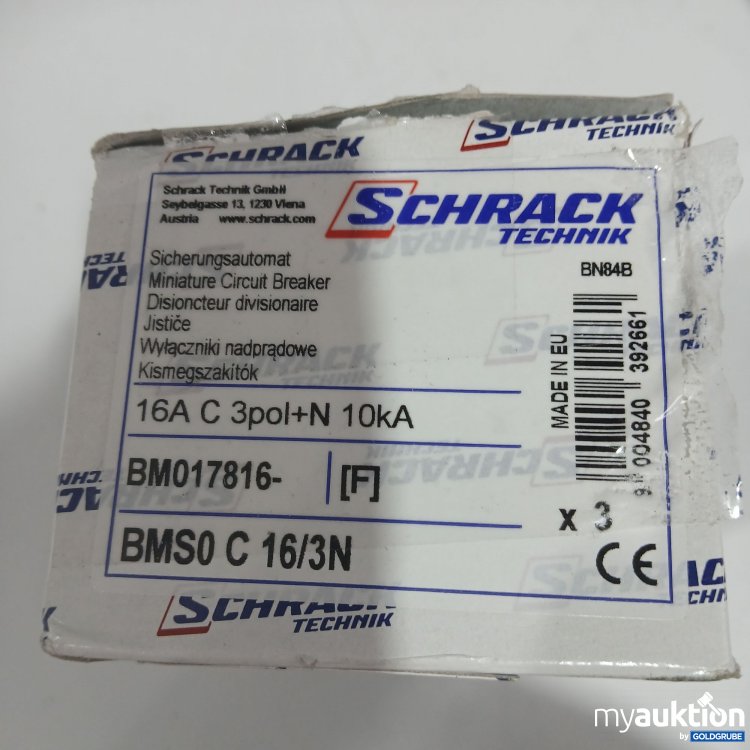 SCHRACK
SCHRACK
TECHNIK
Schrack Technik GmbH
Seybelgasse 13, 1230 Viena
Austria www.schrack.com
SCHRACK
TECHNIK
BN84B
Sicherungsautomat
Miniature Circuit Breaker
Disioncteur divisionaire
Jističe
Wyłączniki nadprądowe
Kismegszakítók
16A C 3pol+N 10kA
BM017816- [F]
BMS0 C 16/3N
MADE IN EU
9 004840 392661
x 3
CE
SCHRACK
TECHNIK
myauktion
by GOLDGRUBE